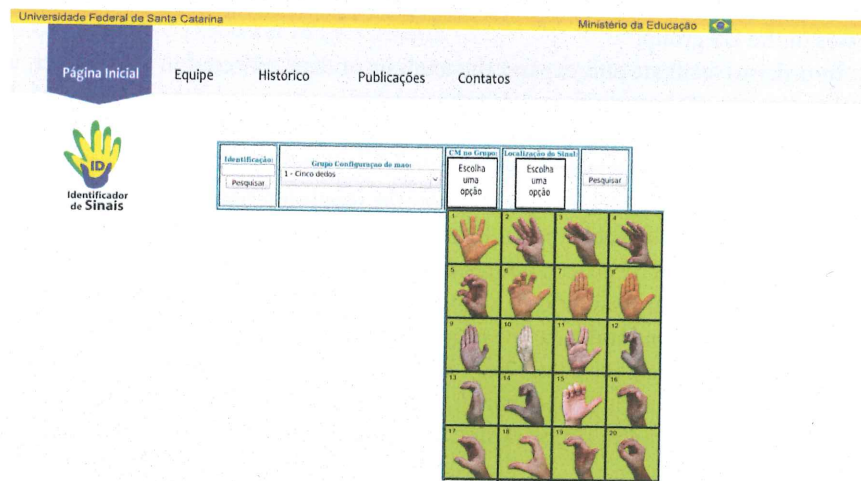 Universidade Federal de Santa Catarina
Ministério da Educação
Página Inicial
Equipe
Histórico
Publicações
Contatos
ID
Identificador
de Sinais
Identificação:
Pesquisar
Grupo Configuraçao de mao:
1 - Cinco dedos
CM no Grupo:
Escolha
uma
opção
Localização do Sinal:
Escolha
uma
opção
Pesquisar
1 2 3 4
5 6 7 8
9 10 11 12
13 14 15 16
17 18 19 20